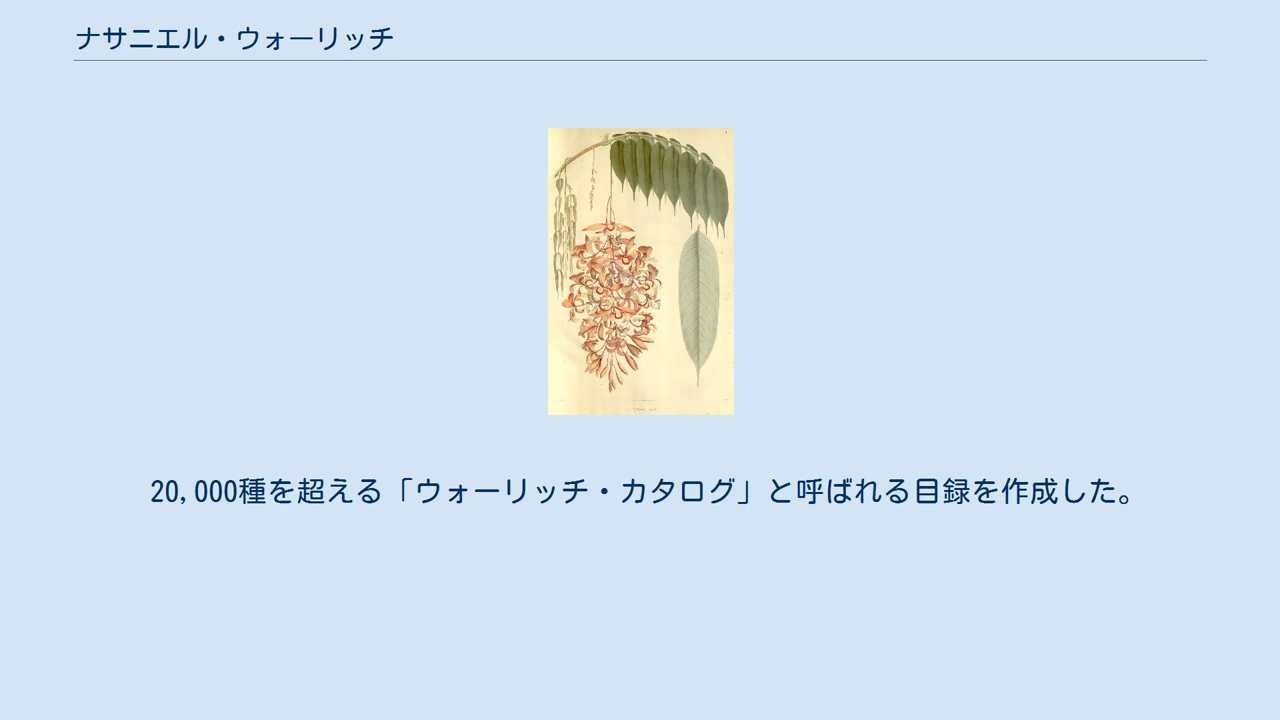 ナサニエル・ウォーリッチ
20,000種を超える「ウォーリッチ・カタログ」と呼ばれる目録を作成した。